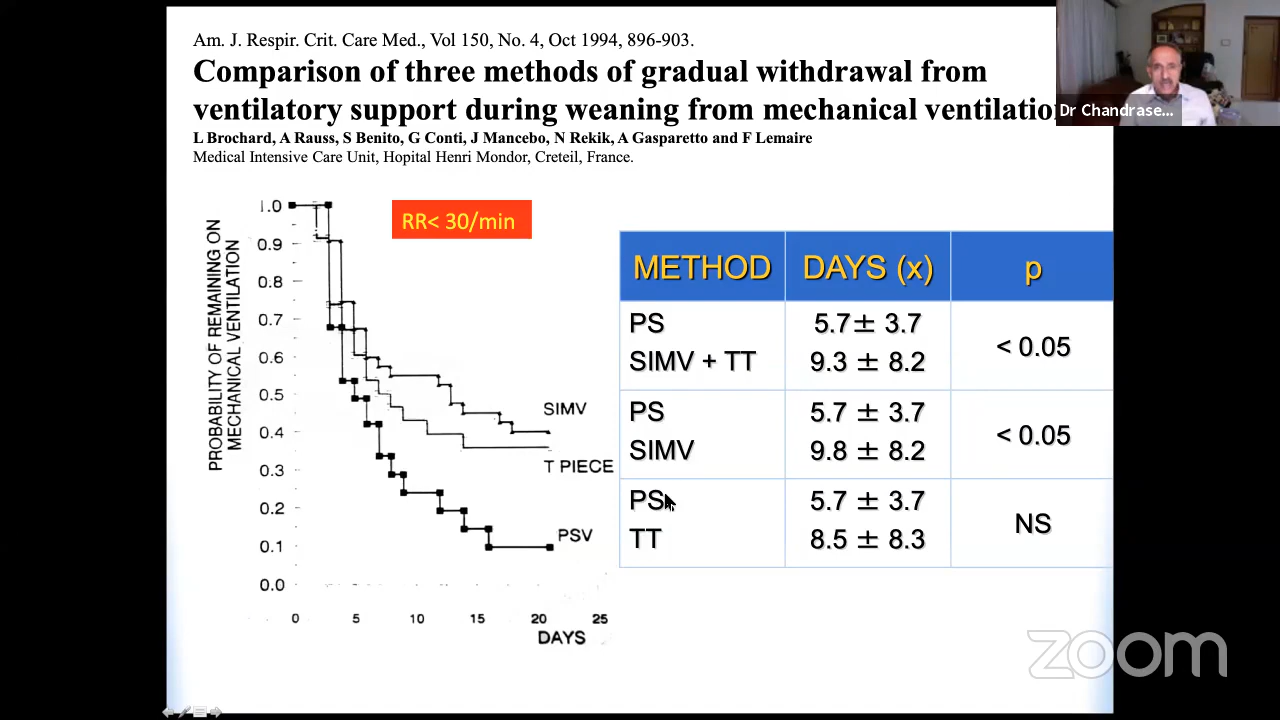 Am. J. Respir. Crit. Care Med., Vol 150, No. 4, Oct 1994, 896-903.
Comparison of three methods of gradual withdrawal from
ventilatory support during weaning from mechanical ventilatio
L Brochard, A Rauss, S Benito, G Conti, J Mancebo, N Rekik, A Gasparetto and F Lemaire
Medical Intensive Care Unit, Hopital Henri Mondor, Creteil, France.
Dr Chandrase...
RR< 30/min
PROBABILITY OF REMAINING ON
MECHANICAL VENTILATION
1.0
0.9
0.8
0.7
0.6
0.5
0.4
0.3
0.2
0.1
0.0
SIMV
T PIECE
PSV
0 5 10 15 20 25
DAYS
METHOD DAYS (x) p
PS 5.7± 3.7
SIMV + TT 9.3 ± 8.2
< 0.05
PS 5.7 ± 3.7
SIMV 9.8 ± 8.2
< 0.05
PS 5.7 ± 3.7
TT 8.5 ± 8.3
NS
zoom